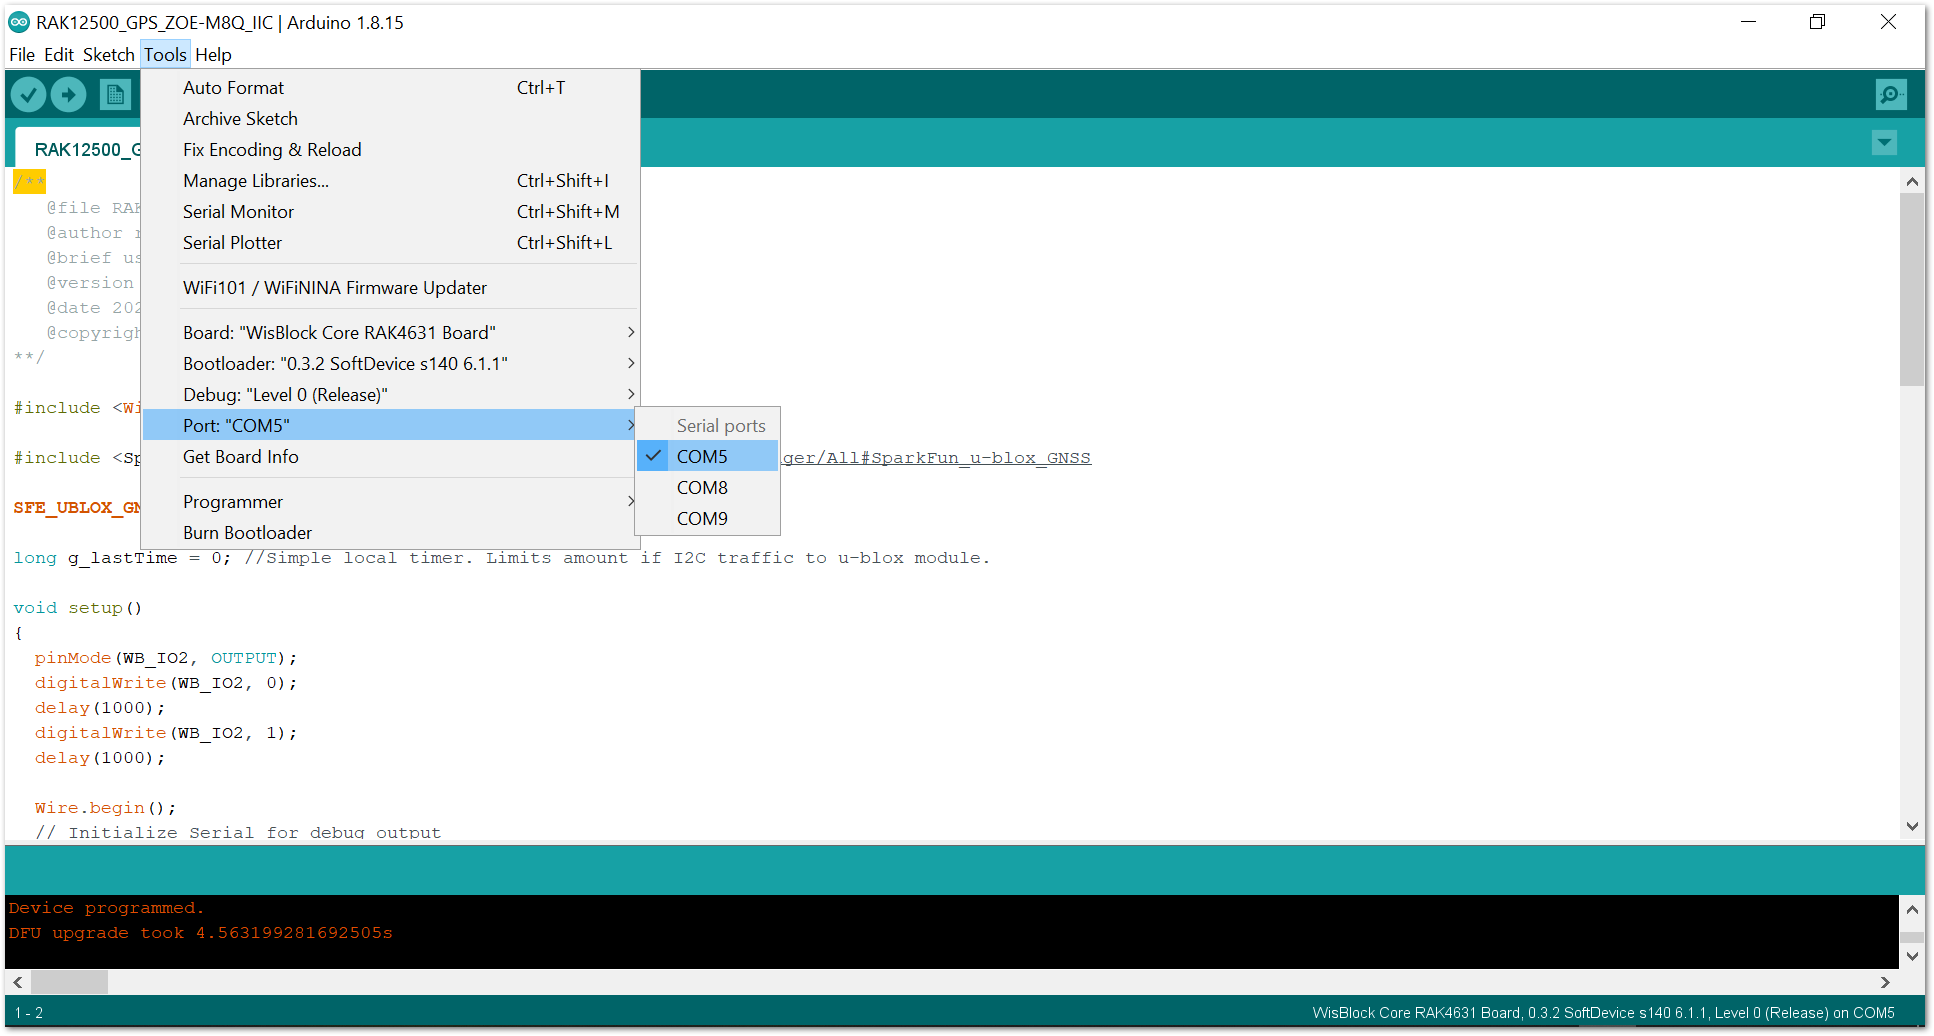 RAK12500_GPS_ZOE-M8Q_IIC | Arduino 1.8.15
File Edit Sketch Tools Help
Auto Format Ctrl+T
Archive Sketch
Fix Encoding & Reload
Manage Libraries... Ctrl+Shift+I
Serial Monitor Ctrl+Shift+M
Serial Plotter Ctrl+Shift+L
WiFi101 / WiFiNINA Firmware Updater
Board: "WisBlock Core RAK4631 Board"
Bootloader: "0.3.2 SoftDevice s140 6.1.1"
Debug: "Level 0 (Release)"
Port: "COM5"
Get Board Info
Programmer
Burn Bootloader
Serial ports
COM5
COM8
COM9
RAK12500_G
/**
@file RAK
@author r
@brief us
@version
@date 202
@copyrigh
**/
#include <Wi
#include <Sp ger/All#SparkFun_u-blox_GNSS
SFE_UBLOX_GN
long g_lastTime = 0; //Simple local timer. Limits amount if I2C traffic to u-blox module.
void setup()
{
pinMode(WB_IO2, OUTPUT);
digitalWrite(WB_IO2, 0);
delay(1000);
digitalWrite(WB_IO2, 1);
delay(1000);
Wire.begin();
// Initialize Serial for debug output
Device programmed.
DFU upgrade took 4.563199281692505s
1 - 2 WisBlock Core RAK4631 Board, 0.3.2 SoftDevice s140 6.1.1, Level 0 (Release) on COM5